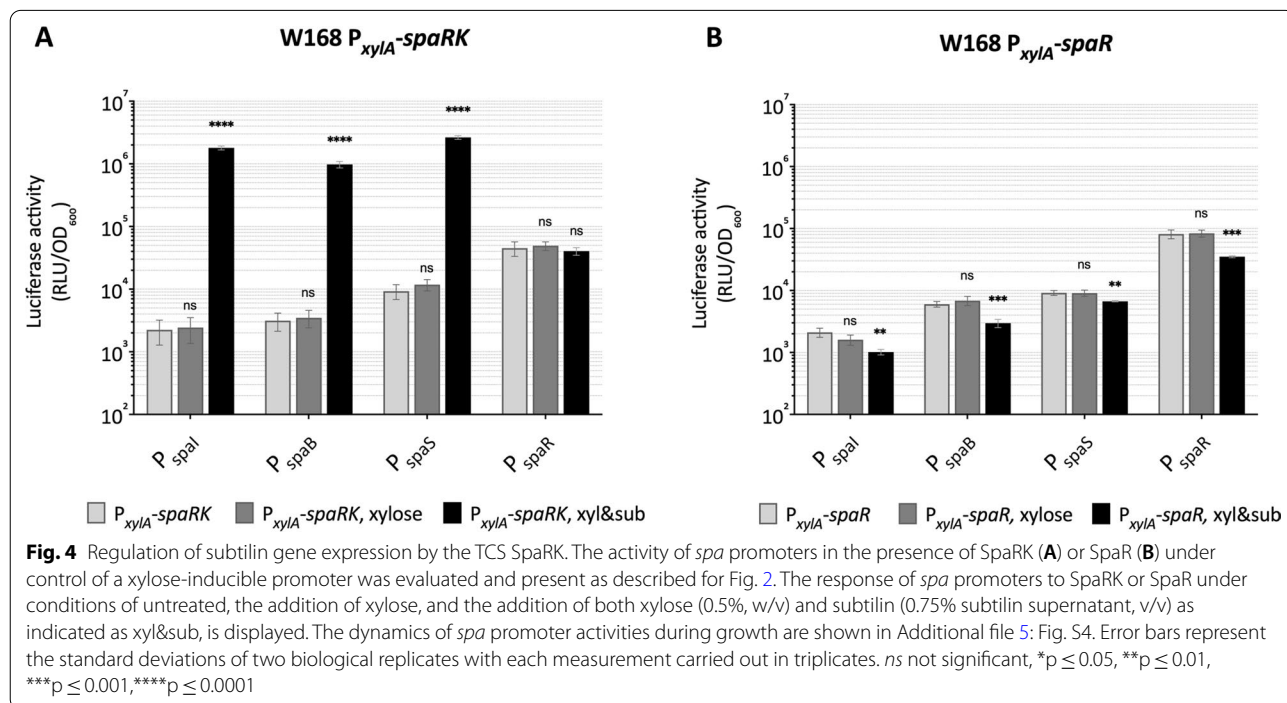 A
W168 PxylA-spaRK
Luciferase activity
(RLU/OD600)
10^7
10^6
10^5
10^4
10^3
10^2
ns
****
ns
****
ns
****
ns
ns
P spaI
P spaB
P spaS
P spaR
PxylA-spaRK
PxylA-spaRK, xylose
PxylA-spaRK, xyl&sub
B
W168 PxylA-spaR
Luciferase activity
(RLU/OD600)
10^7
10^6
10^5
10^4
10^3
10^2
ns
**
ns
***
ns
**
ns
***
P spaI
P spaB
P spaS
P spaR
PxylA-spaR
PxylA-spaR, xylose
PxylA-spaR, xyl&sub
Fig. 4 Regulation of subtilin gene expression by the TCS SpaRK. The activity of spa promoters in the presence of SpaRK (A) or SpaR (B) under
control of a xylose-inducible promoter was evaluated and present as described for Fig. 2. The response of spa promoters to SpaRK or SpaR under
conditions of untreated, the addition of xylose, and the addition of both xylose (0.5%, w/v) and subtilin (0.75% subtilin supernatant, v/v) as
indicated as xyl&sub, is displayed. The dynamics of spa promoter activities during growth are shown in Additional file 5: Fig. S4. Error bars represent
the standard deviations of two biological replicates with each measurement carried out in triplicates. ns not significant, *p ≤ 0.05, **p ≤ 0.01,
***p ≤ 0.001,****p ≤ 0.0001